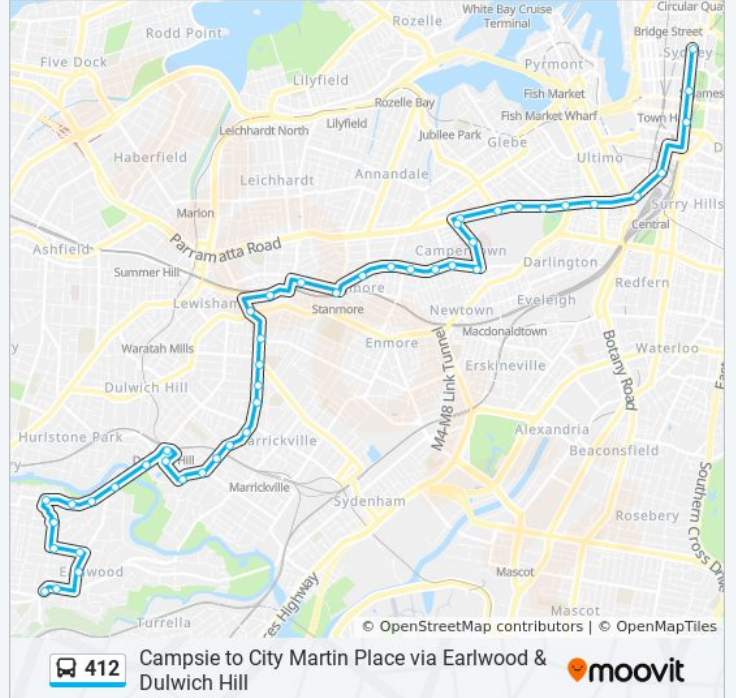 White Bay Cruise
Terminal
Circular Qua
Rozelle
Rodd Point
Bridge Street
Sydney
Five Dock
Pyrmont
Lilyfield
Fish Market
Rozelle Bay
Fish Market Wharf
Town H
Lilyfield
Leichhardt North
Jubilee Park
Glebe
Haberfield
Ultimo
Annandale
Leichhardt
Marion
Surry Hills
Parramatta Road
Central
Ashfield
Camperdown
Darlington
Summer Hill
Redfern
Lewisham
Eveleigh
Stanmore
Newtown
Macdonaldtown
Enmore
Waratah Mills
Waterloo
Erskineville
M4-M8 Link Tunnel
Botany Road
Dulwich Hill
Alexandria
Hurlstone Park
Marrickville
Beaconsfield
Marrickville
Sydenham
Southern Cross Drive
Rosebery
Mascot
Mascot
Turrella
es Highway
© OpenStreetMap contributors | © OpenMapTiles
412
Campsie to City Martin Place via Earlwood &
Dulwich Hill
moovit